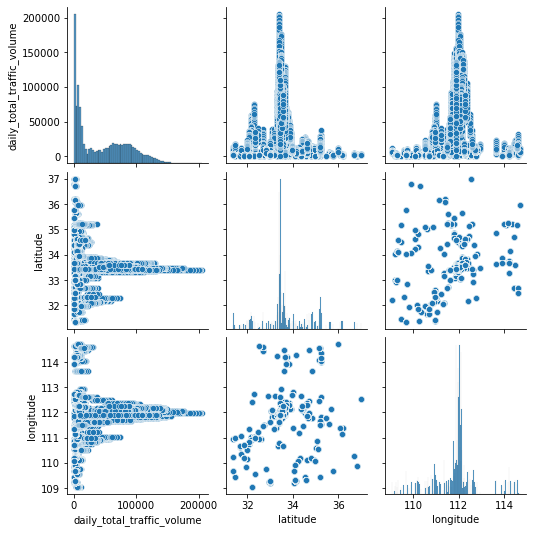 200000
150000
100000
50000
0
daily_total_traffic_volume
37
36
35
34
33
32
latitude
114
113
112
111
110
109
longitude
0 100000 200000
daily_total_traffic_volume
32 34 36
latitude
110 112 114
longitude